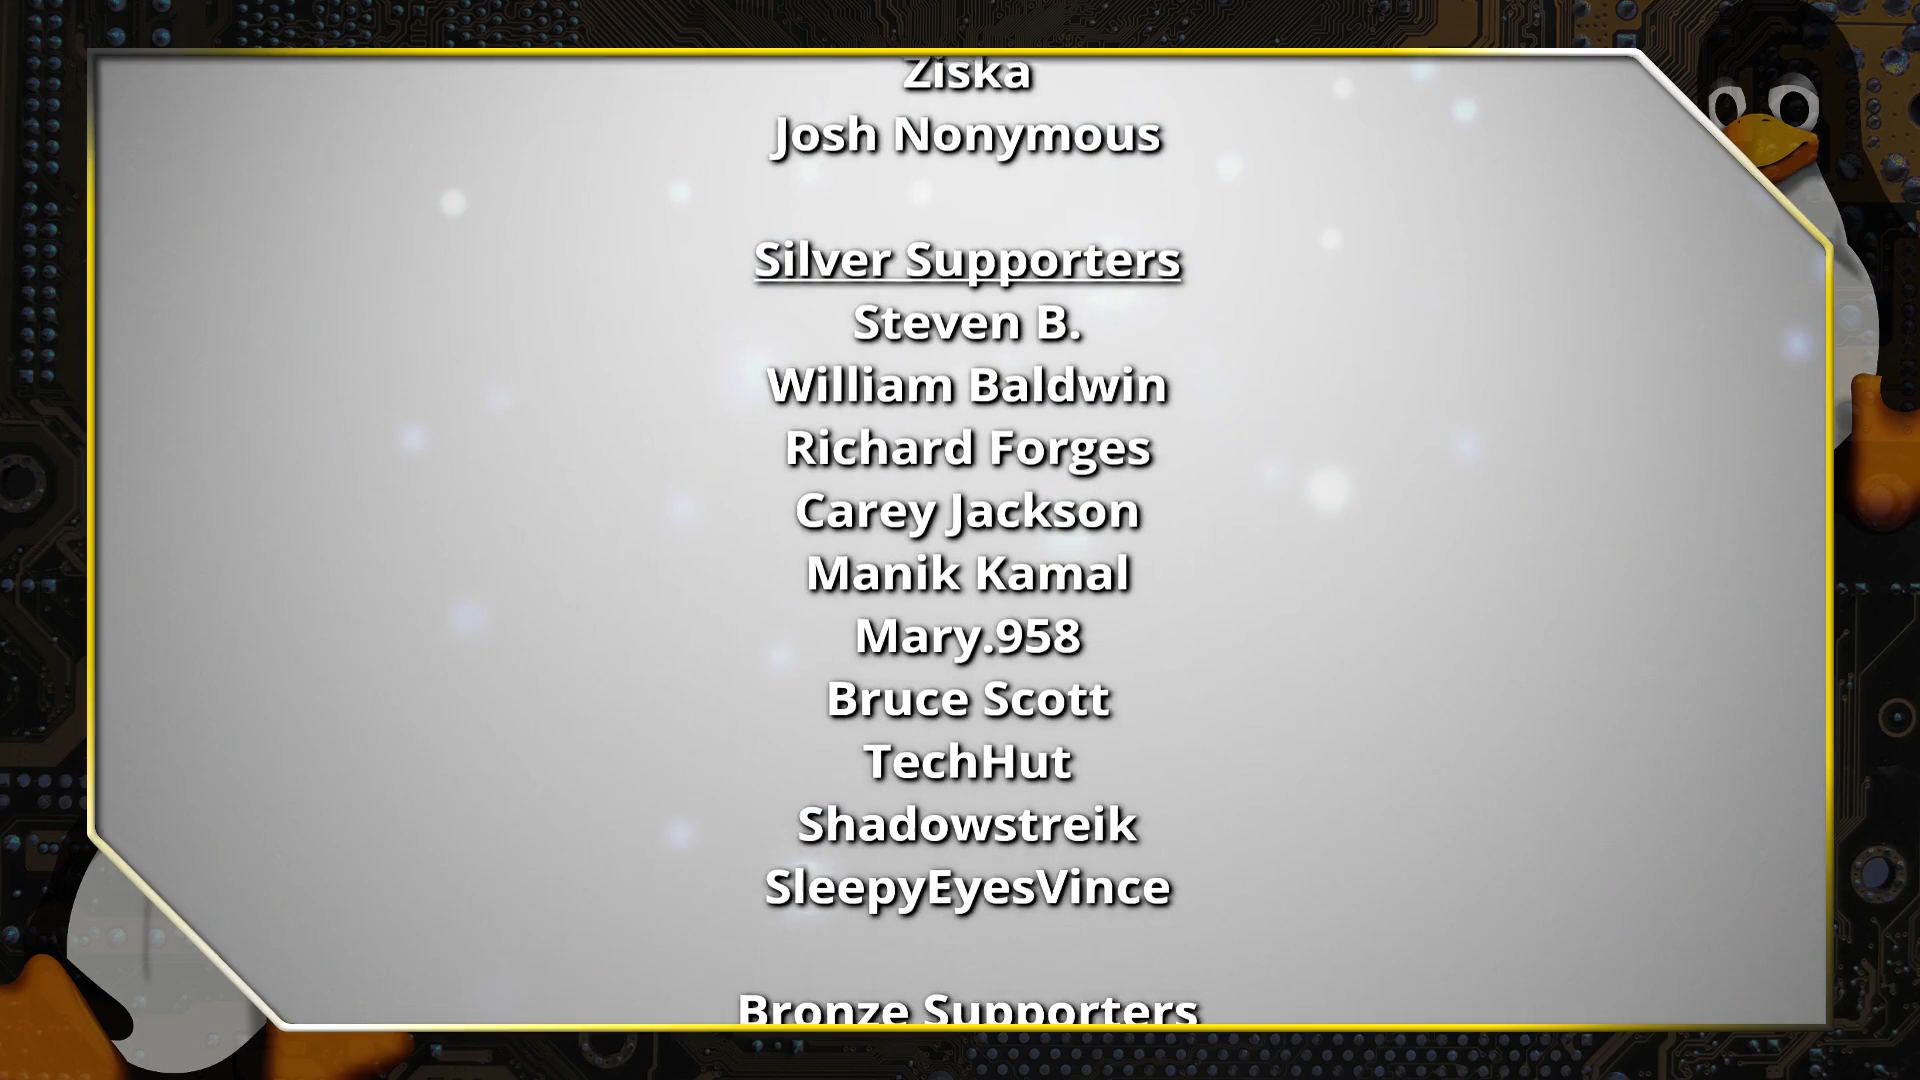 Ziska
Josh Nonymous
Silver Supporters
Steven B.
William Baldwin
Richard Forges
Carey Jackson
Manik Kamal
Mary.958
Bruce Scott
TechHut
Shadowstreik
SleepyEyesVince
Bronze Supporters